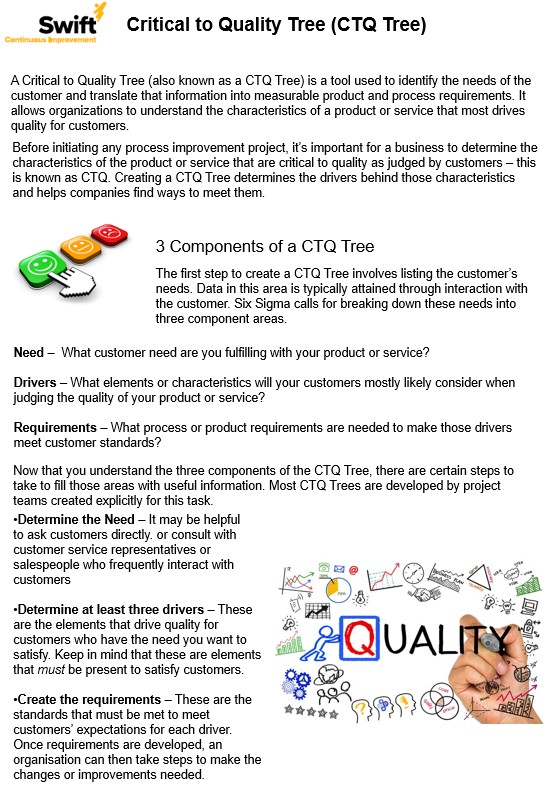 Swift
Continuous Improvement
Critical to Quality Tree (CTQ Tree)
A Critical to Quality Tree (also known as a CTQ Tree) is a tool used to identify the needs of the
customer and translate that information into measurable product and process requirements. It
allows organizations to understand the characteristics of a product or service that most drives
quality for customers.
Before initiating any process improvement project, it's important for a business to determine the
characteristics of the product or service that are critical to quality as judged by customers – this
is known as CTQ. Creating a CTQ Tree determines the drivers behind those characteristics
and helps companies find ways to meet them.
3 Components of a CTQ Tree
The first step to create a CTQ Tree involves listing the customer's
needs. Data in this area is typically attained through interaction with
the customer. Six Sigma calls for breaking down these needs into
three component areas.
Need – What customer need are you fulfilling with your product or service?
Drivers – What elements or characteristics will your customers mostly likely consider when
judging the quality of your product or service?
Requirements – What process or product requirements are needed to make those drivers
meet customer standards?
Now that you understand the three components of the CTQ Tree, there are certain steps to
take to fill those areas with useful information. Most CTQ Trees are developed by project
teams created explicitly for this task.
•Determine the Need – It may be helpful
to ask customers directly. or consult with
customer service representatives or
salespeople who frequently interact with
customers
•Determine at least three drivers – These
are the elements that drive quality for
customers who have the need you want to
satisfy. Keep in mind that these are elements
that must be present to satisfy customers.
•Create the requirements – These are the
standards that must be met to meet
customers' expectations for each driver.
Once requirements are developed, an
organisation can then take steps to make the
changes or improvements needed.
BUSINESS PLAN
QUALITY